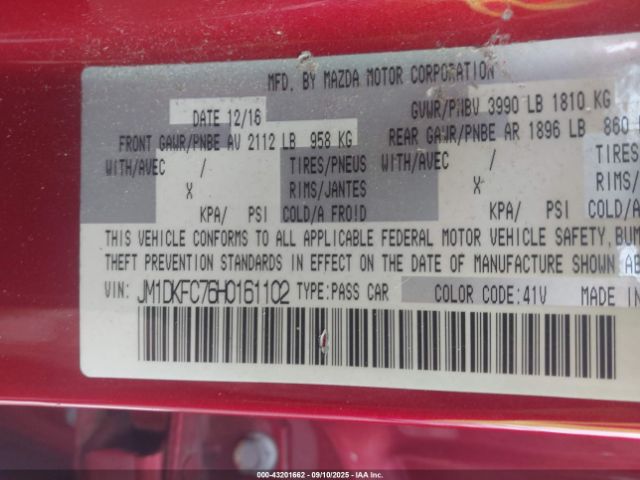 MFD. BY MAZDA MOTOR CORPORATION
DATE 12/16 GVWR/PNBV 3990 LB 1810 KG
FRONT GAWR/PNBE AV 2112 LB 958 KG REAR GAWR/PNBE AR 1896 LB 860
WITH/AVEC / TIRES/PNEUS WITH/AVEC / TIRES
X RIMS/JANTES X RIMS/
KPA/ PSI COLD/A FROID KPA/ PSI COLD/A
THIS VEHICLE CONFORMS TO ALL APPLICABLE FEDERAL MOTOR VEHICLE SAFETY, BUM
THEFT PREVENTION STANDARDS IN EFFECT ON THE DATE OF MANUFACTURE SHOWN AB
VIN: JM1DKFC76H0161102 TYPE:PASS CAR COLOR CODE:41V MADE IN
000-43201662 - 09/10/2025 - IAA Inc.